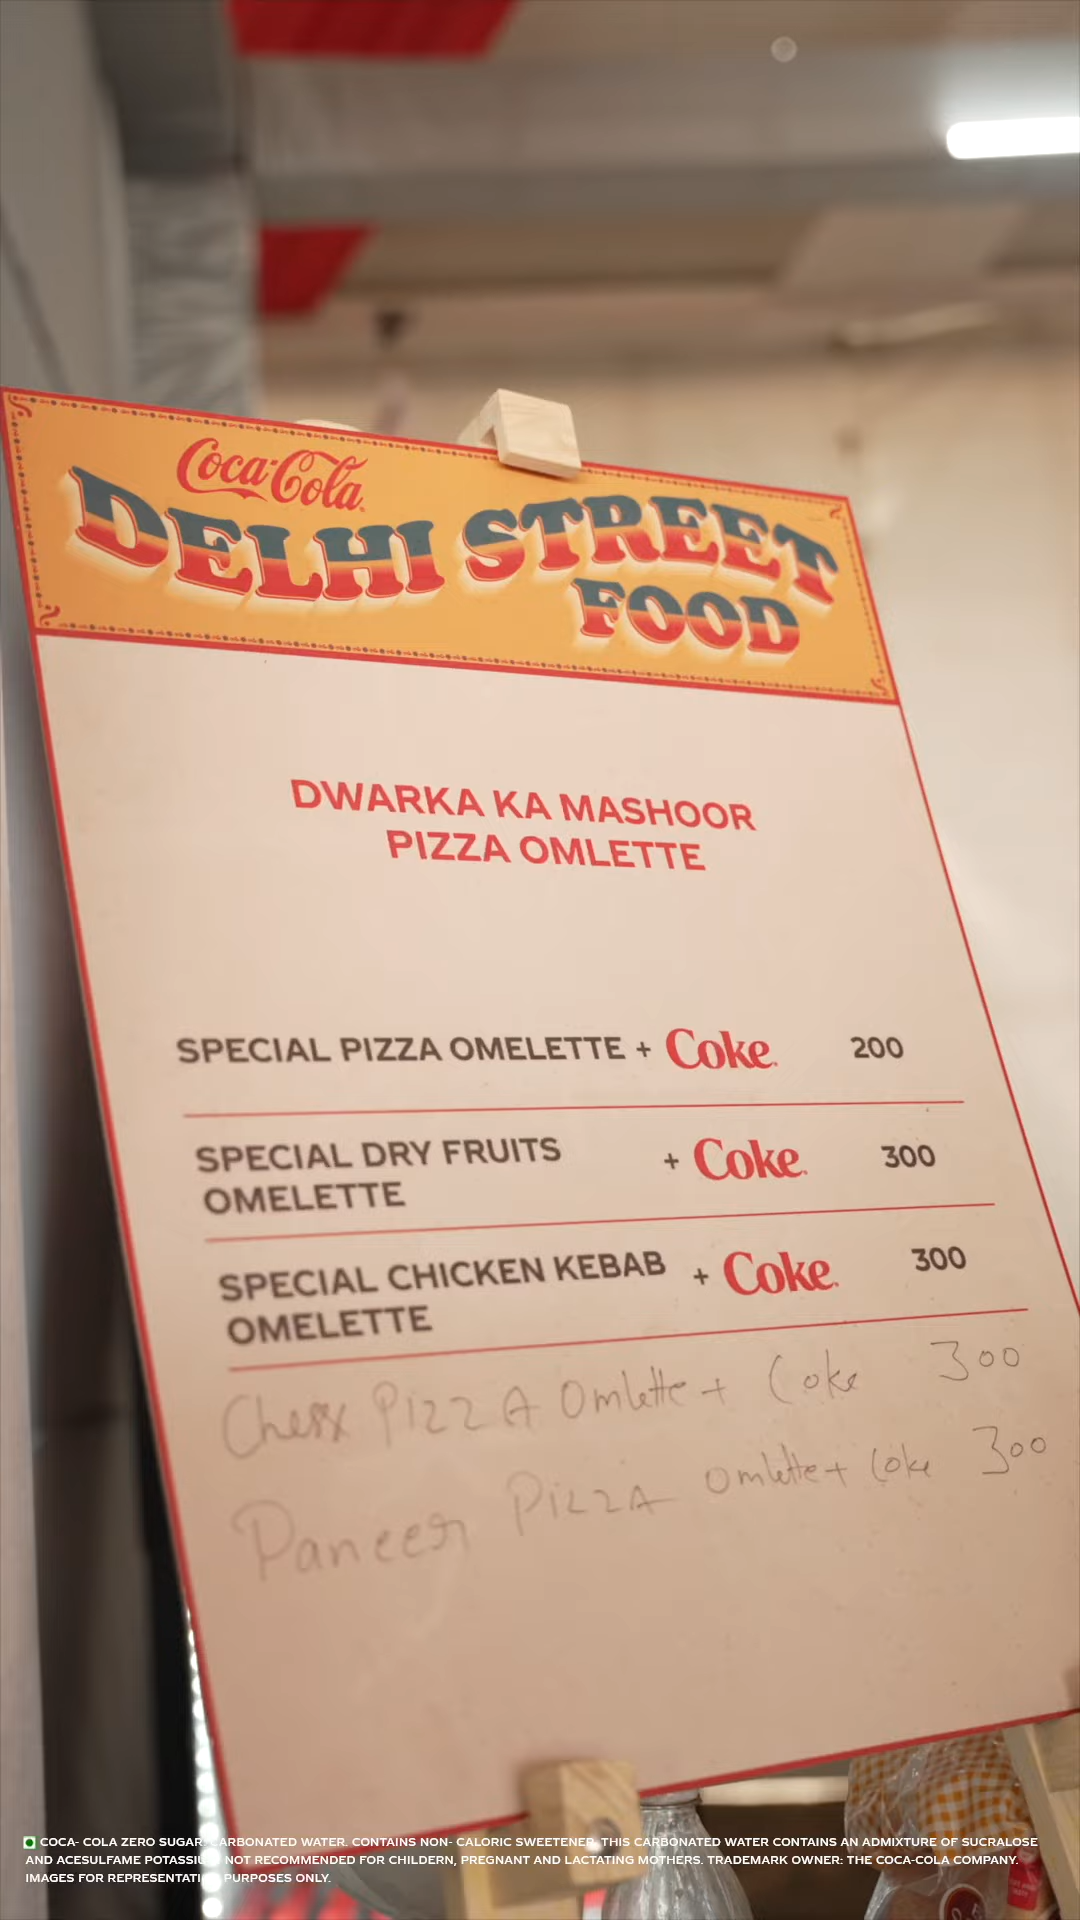 Coca-Cola
DELHI STREET
FOOD
DWARKA KA MASHOOR
PIZZA OMLETTE
SPECIAL PIZZA OMELETTE + Coke 200
SPECIAL DRY FRUITS
OMELETTE + Coke 300
SPECIAL CHICKEN KEBAB
OMELETTE + Coke 300
PIZZA Omlette + Coke 300
Paneer PIZZA Omlette + Coke 300
COCA- COLA ZERO SUGAR. CARBONATED WATER. CONTAINS NON- CALORIC SWEETENER. THIS CARBONATED WATER CONTAINS AN ADMIXTURE OF SUCRALOSE
AND ACESULFAME POTASSIUM. NOT RECOMMENDED FOR CHILDERN, PREGNANT AND LACTATING MOTHERS. TRADEMARK OWNER: THE COCA-COLA COMPANY.
IMAGES FOR REPRESENTATION PURPOSES ONLY.